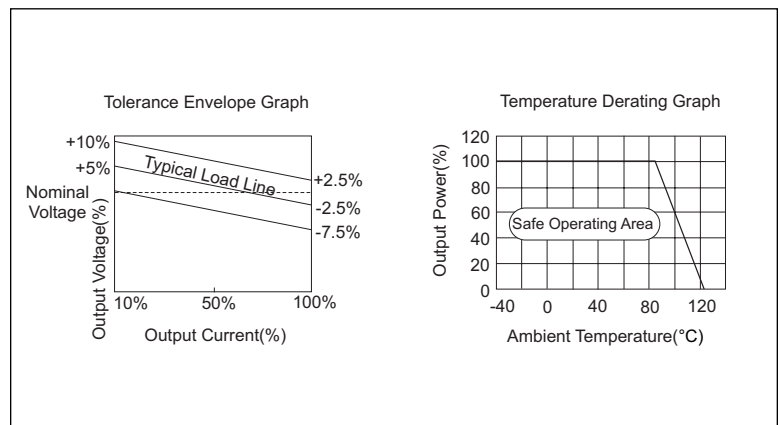 Tolerance Envelope Graph
+10%
+5%
Nominal
Voltage
Output Voltage(%)
Typical Load Line
+2.5%
-2.5%
-7.5%
10%
50%
100%
Output Current(%)
Temperature Derating Graph
Output Power(%)
120
100
80
60
40
20
0
Safe Operating Area
-40
0
40
80
120
Ambient Temperature(°C)